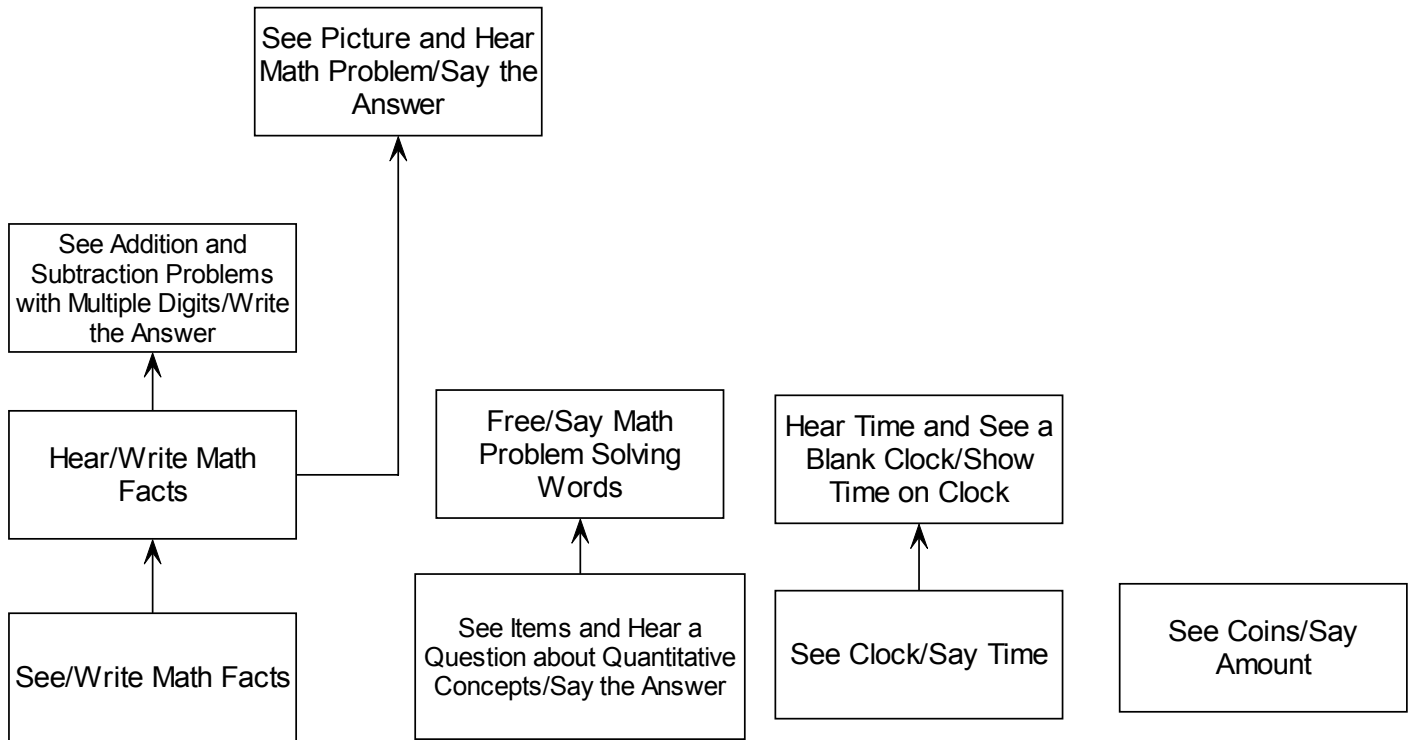 See Picture and Hear
Math Problem/Say the
Answer
See Addition and
Subtraction Problems
with Multiple Digits/Write
the Answer
Hear/Write Math
Facts
Free/Say Math
Problem Solving
Words
Hear Time and See a
Blank Clock/Show
Time on Clock
See/Write Math Facts
See Items and Hear a
Question about Quantitative
Concepts/Say the Answer
See Clock/Say Time
See Coins/Say
Amount